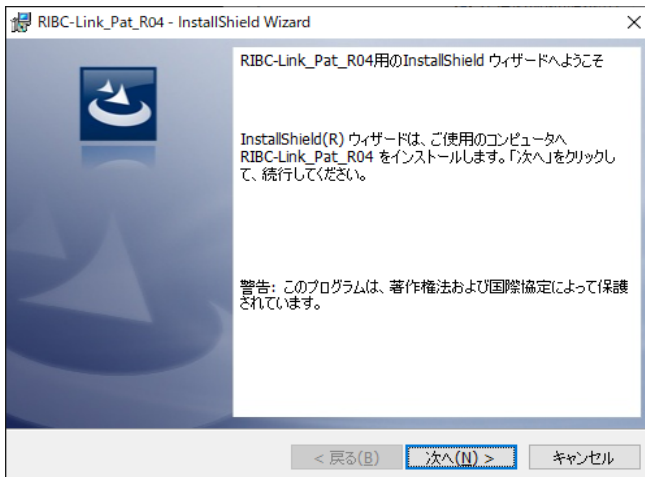 RIBC-Link_Pat_R04 - InstallShield Wizard
RIBC-Link_Pat_R04用のInstallShield ウィザードへようこそ
InstallShield(R) ウィザードは、ご使用のコンピュータへ
RIBC-Link_Pat_R04 をインストールします。「次へ」をクリックし
て、続行してください。
警告: このプログラムは、著作権法および国際協定によって保護
されています。
< 戻る(B)
次へ(N) >
キャンセル